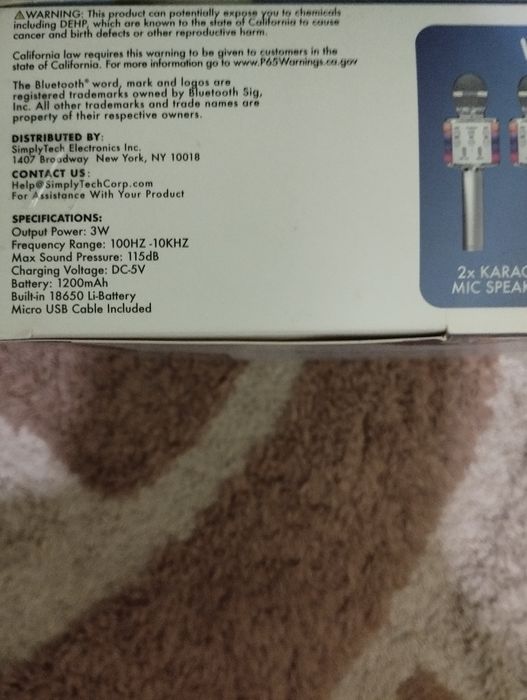 ⚠WARNING: This product can potentially expose you to chemicals
including DEHP, which are known to the state of California to cause
cancer and birth defects or other reproductive harm.
California law requires this warning to be given to customers in the
state of California. For more information go to www.P65Warnings.ca.gov
The Bluetooth® word, mark and logos are
registered trademarks owned by Bluetooth Sig,
Inc. All other trademarks and trade names are
property of their respective owners.
DISTRIBUTED BY:
SimplyTech Electronics Inc.
1407 Broadway New York, NY 10018
CONTACT US:
Help@SimplyTechCorp.com
For Assistance With Your Product
SPECIFICATIONS:
Output Power: 3W
Frequency Range: 100HZ -10KHZ
Max Sound Pressure: 115dB
Charging Voltage: DC-5V
Battery: 1200mAh
Built-in 18650 Li-Battery
Micro USB Cable Included
2x KARAO
MIC SPEAK